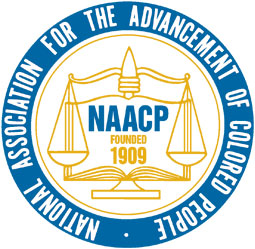 NATIONAL ASSOCIATION FOR THE ADVANCEMENT OF COLORED PEOPLE •
NAACP
FOUNDED
1909